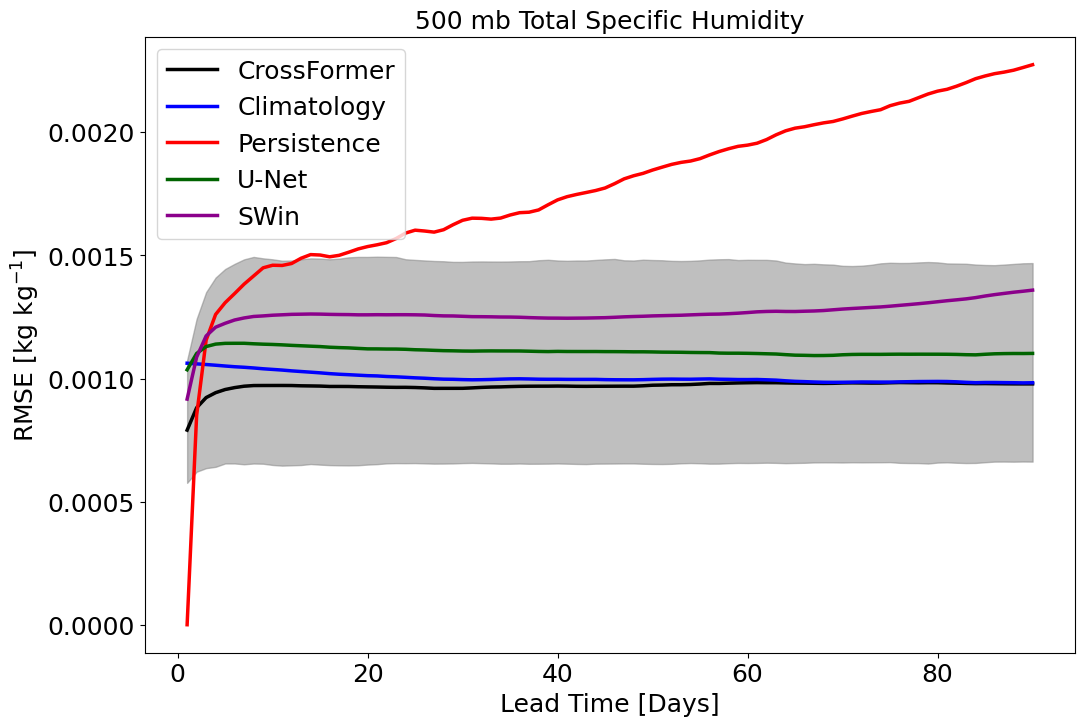 500 mb Total Specific Humidity
CrossFormer
Climatology
Persistence
U-Net
SWin
RMSE [kg kg⁻¹]
0.0020
0.0015
0.0010
0.0005
0.0000
0 20 40 60 80
Lead Time [Days]